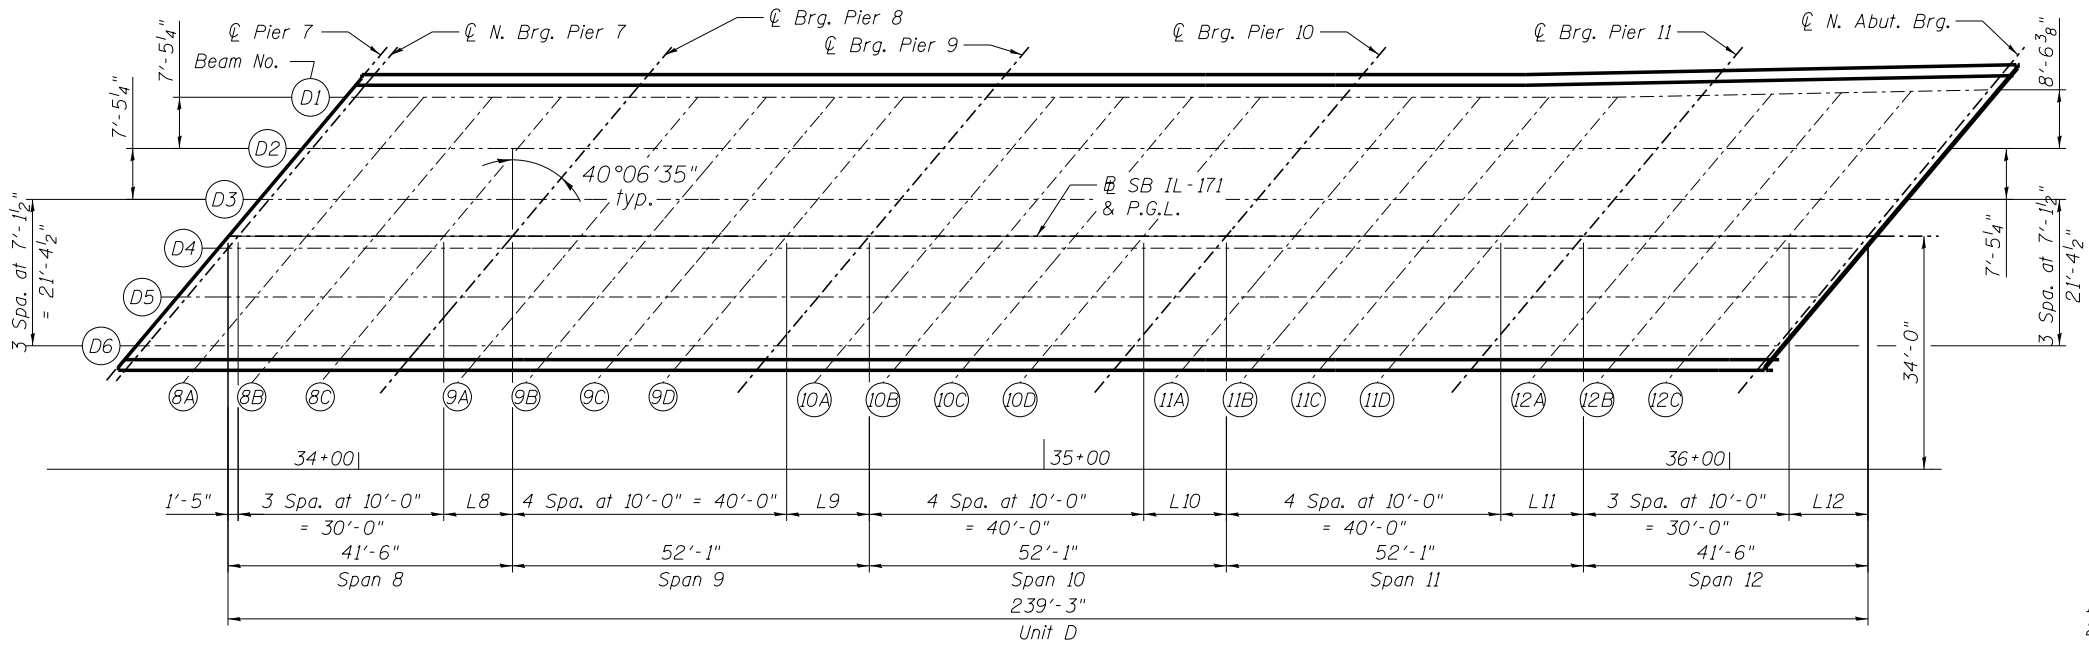 ℄ Pier 7
℄ N. Brg. Pier 7
℄ Brg. Pier 8
℄ Brg. Pier 9
℄ Brg. Pier 10
℄ Brg. Pier 11
℄ N. Abut. Brg.
Beam No.
7'-5¼"
7'-5¼"
8'-6⅜"
D1
D2
D3
D4
D5
D6
40°06'35"
typ.
℔ SB IL-171
& P.G.L.
3 Spa. at 7'-1½"
= 21'-4½"
7'-5¼"
3 Spa. at 7'-1½"
21'-4½"
34'-0"
8A
8B
8C
9A
9B
9C
9D
10A
10B
10C
10D
11A
11B
11C
11D
12A
12B
12C
34+00
35+00
36+00
1'-5"
3 Spa. at 10'-0"
= 30'-0"
L8
4 Spa. at 10'-0" = 40'-0"
L9
4 Spa. at 10'-0"
= 40'-0"
L10
4 Spa. at 10'-0"
= 40'-0"
L11
3 Spa. at 10'-0"
= 30'-0"
L12
41'-6"
Span 8
52'-1"
Span 9
52'-1"
Span 10
52'-1"
Span 11
41'-6"
Span 12
239'-3"
Unit D